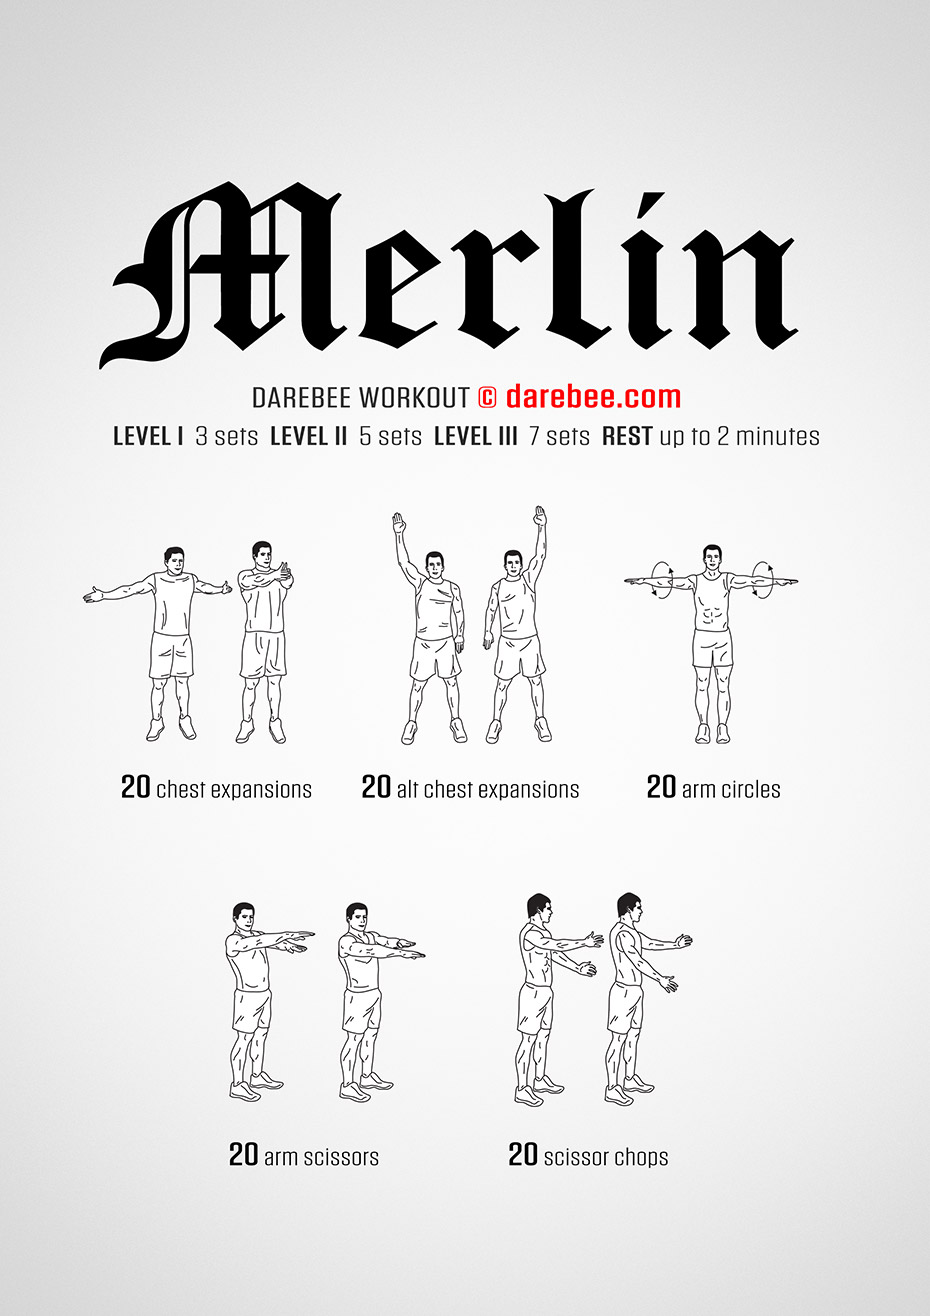 Merlin
DAREBEE WORKOUT © darebee.com
LEVEL I 3 sets LEVEL II 5 sets LEVEL III 7 sets REST up to 2 minutes
20 chest expansions
20 alt chest expansions
20 arm circles
20 arm scissors
20 scissor chops